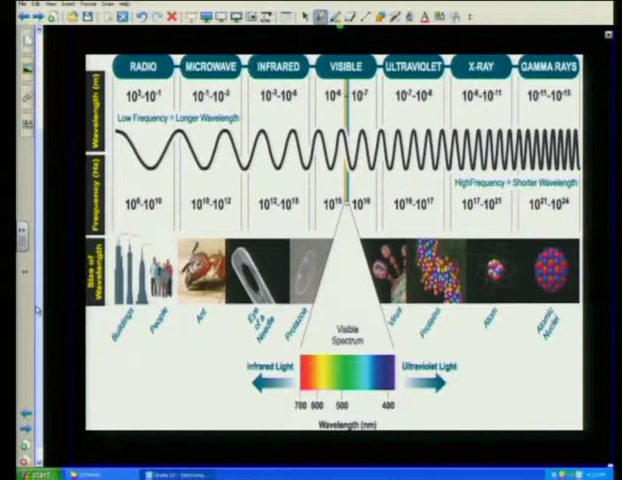 RADIO MICROWAVE INFRARED VISIBLE ULTRAVIOLET X-RAY GAMMA RAYS
Wavelength (m)
10³-10⁻¹ 10⁻¹-10⁻³ 10⁻³-10⁻⁶ 10⁻⁶ - 10⁻⁷ 10⁻⁷-10⁻⁸ 10⁻⁸-10⁻¹¹ 10⁻¹¹-10⁻¹⁵
Low Frequency = Longer Wavelength
High Frequency = Shorter Wavelength
Frequency (Hz)
10¹⁰-10¹² 10¹²-10¹⁵ 10¹⁵ 10¹⁶ 10¹⁶-10¹⁷ 10¹⁷-10²¹ 10²¹-10²⁴
Size of
Wavelength
Buildings People Ant Eye of a Needle Protozoa Virus Proteins Atom Atomic Nuclei
Visible
Spectrum
Infrared Light Ultraviolet Light
700 600 500 400
Wavelength (nm)
start